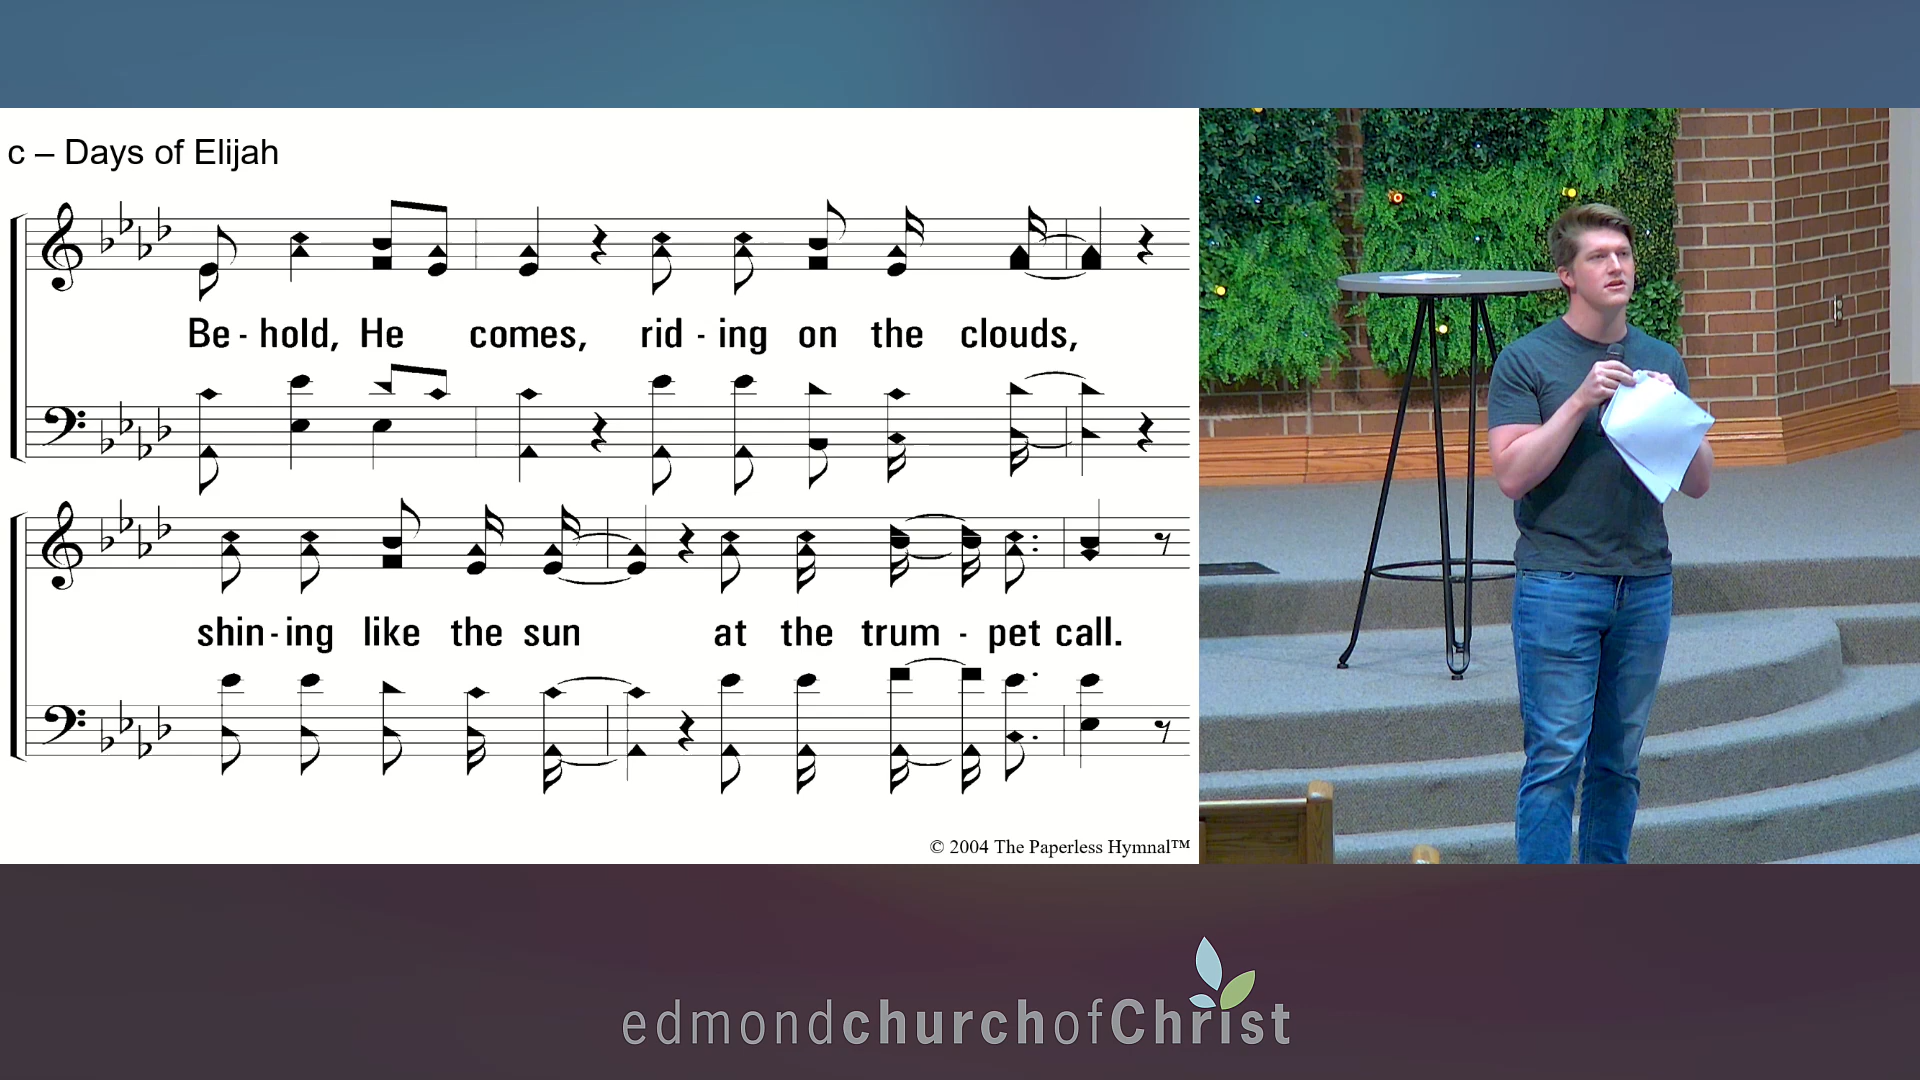 c – Days of Elijah
Be - hold, He comes, rid - ing on the clouds,
shin - ing like the sun at the trum - pet call.
© 2004 The Paperless Hymnal™
edmondchurchofChrist